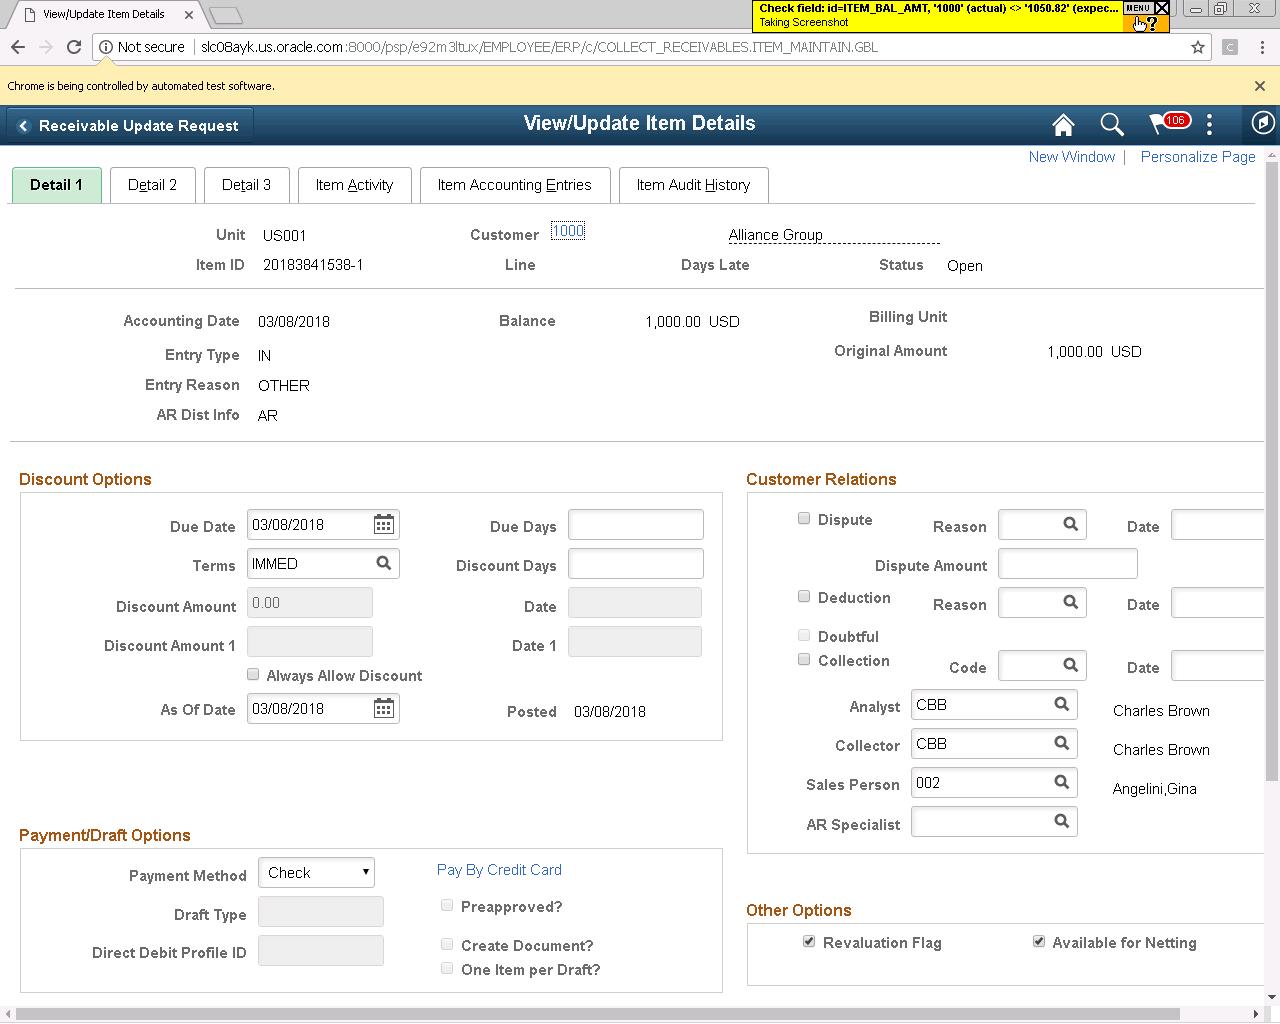 View/Update Item Details
Check field: id=ITEM_BAL_AMT, '1000' (actual) <> '1050.82' (expec...
MENU
Taking Screenshot
Not secure slc08ayk.us.oracle.com:8000/psp/e92m3ltux/EMPLOYEE/ERP/c/COLLECT_RECEIVABLES.ITEM_MAINTAIN.GBL
C
Chrome is being controlled by automated test software.
Receivable Update Request
View/Update Item Details
106
New Window | Personalize Page
Detail 1 Detail 2 Detail 3 Item Activity Item Accounting Entries Item Audit History
Unit US001 Customer 1000 Alliance Group
Item ID 20183841538-1 Line Days Late Status Open
Accounting Date 03/08/2018 Balance 1,000.00 USD Billing Unit
Entry Type IN Original Amount 1,000.00 USD
Entry Reason OTHER
AR Dist Info AR
Discount Options
Due Date 03/08/2018 Due Days
Terms IMMED Discount Days
Discount Amount 0.00 Date
Discount Amount 1 Date 1
Always Allow Discount
As Of Date 03/08/2018 Posted 03/08/2018
Customer Relations
Dispute Reason Date
Dispute Amount
Deduction Reason Date
Doubtful
Collection Code Date
Analyst CBB Charles Brown
Collector CBB Charles Brown
Sales Person 002 Angelini,Gina
AR Specialist
Payment/Draft Options
Payment Method Check Pay By Credit Card
Draft Type Preapproved?
Direct Debit Profile ID Create Document?
One Item per Draft?
Other Options
Revaluation Flag Available for Netting